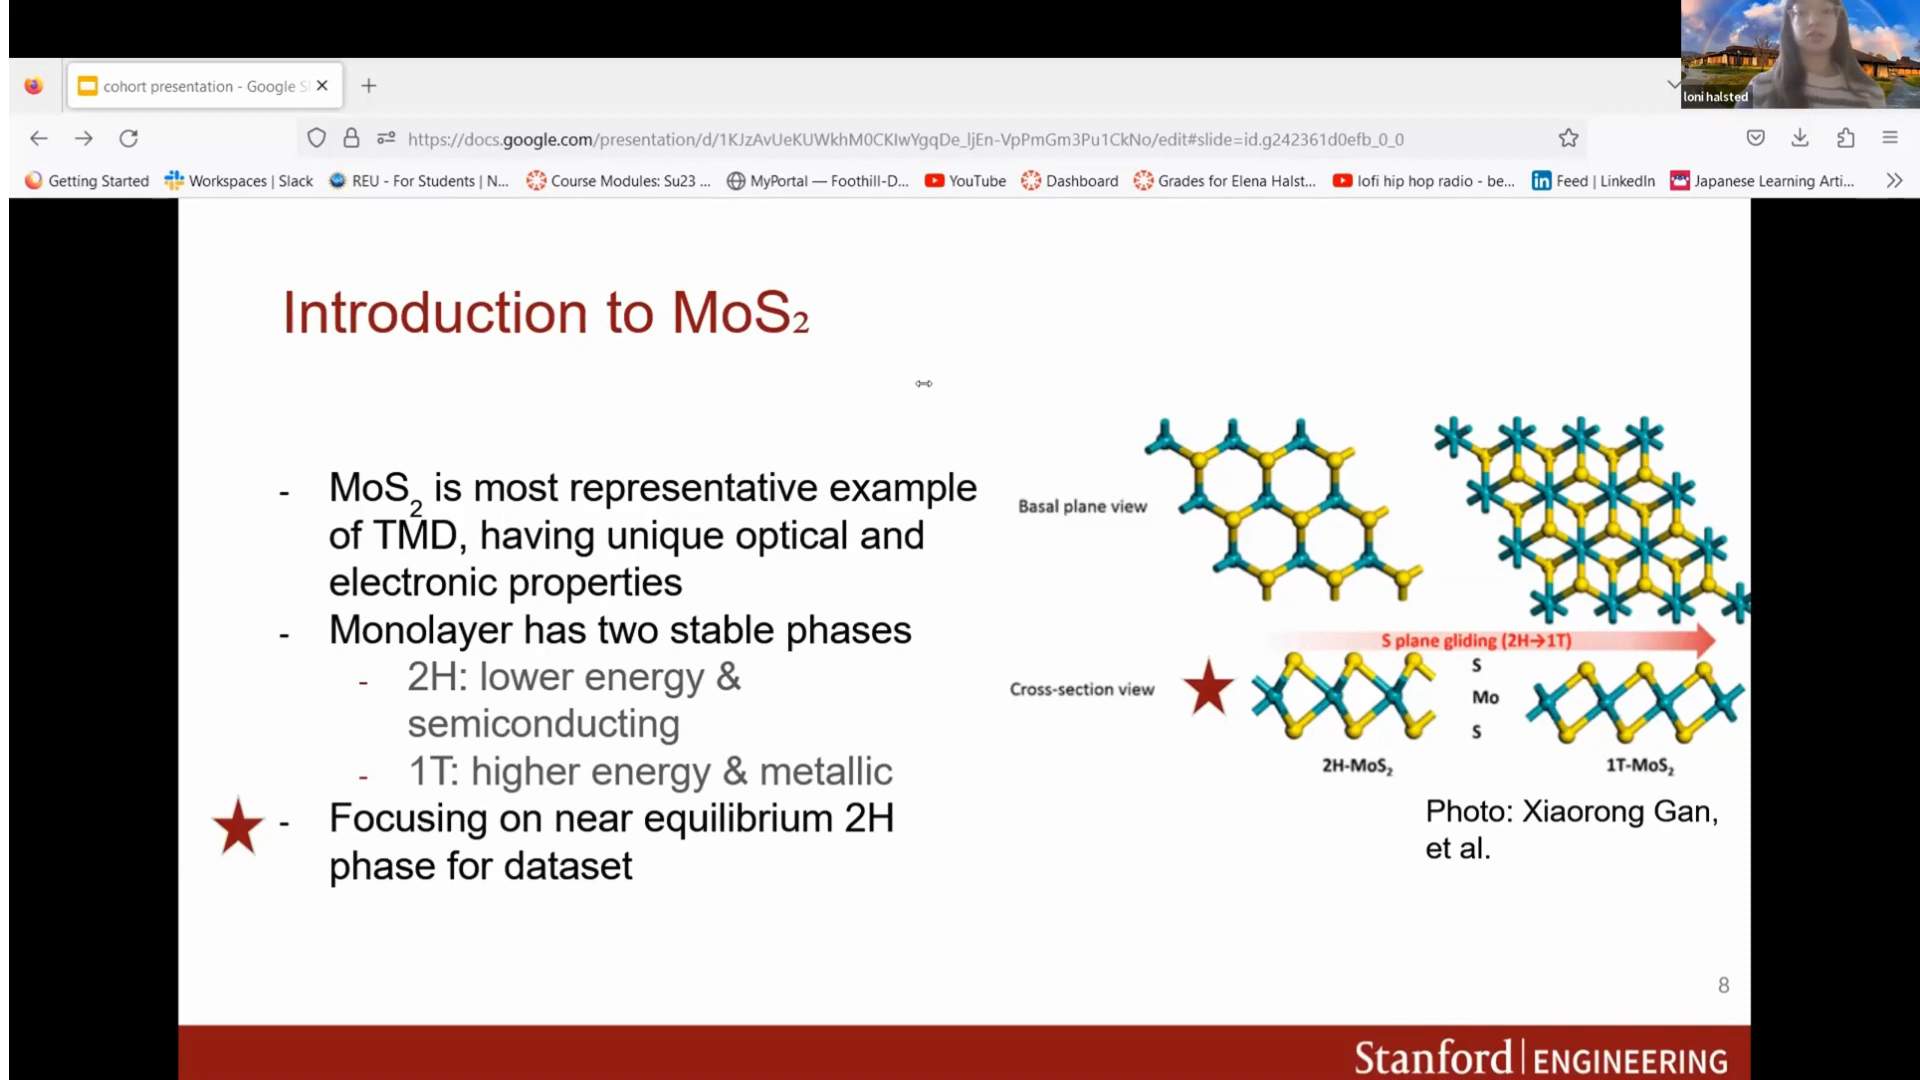 loni halsted
cohort presentation - Google Sl
https://docs.google.com/presentation/d/1KJzAvUeKUWkhM0CKIwYgqDe_ljEn-VpPmGm3Pu1CkNo/edit#slide=id.g242361d0efb_0_0
Getting Started Workspaces | Slack REU - For Students | N... Course Modules: Su23 ... MyPortal — Foothill-D... YouTube Dashboard Grades for Elena Halst... lofi hip hop radio - be... Feed | LinkedIn Japanese Learning Arti...
Introduction to MoS₂
- MoS₂ is most representative example
of TMD, having unique optical and
electronic properties
- Monolayer has two stable phases
- 2H: lower energy &
semiconducting
- 1T: higher energy & metallic
- Focusing on near equilibrium 2H
phase for dataset
Basal plane view
S plane gliding (2H→1T)
Cross-section view
S
Mo
S
2H-MoS₂ 1T-MoS₂
Photo: Xiaorong Gan,
et al.
8
Stanford | ENGINEERING